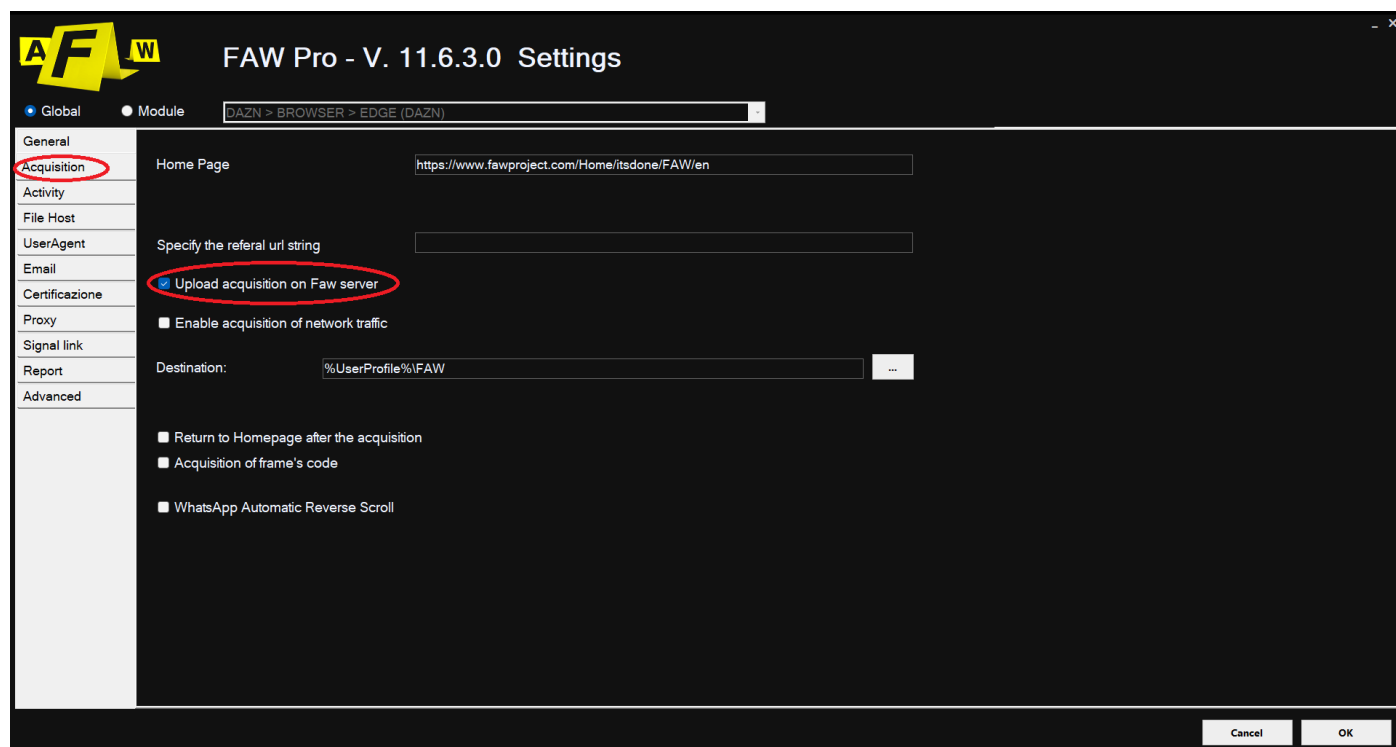 A F W
FAW Pro - V. 11.6.3.0 Settings
Global Module DAZN > BROWSER > EDGE (DAZN)
General
Acquisition
Activity
File Host
UserAgent
Email
Certificazione
Proxy
Signal link
Report
Advanced
Home Page https://www.fawproject.com/Home/itsdone/FAW/en
Specify the referal url string
Upload acquisition on Faw server
Enable acquisition of network traffic
Destination: %UserProfile%\FAW ...
Return to Homepage after the acquisition
Acquisition of frame's code
WhatsApp Automatic Reverse Scroll
Cancel OK